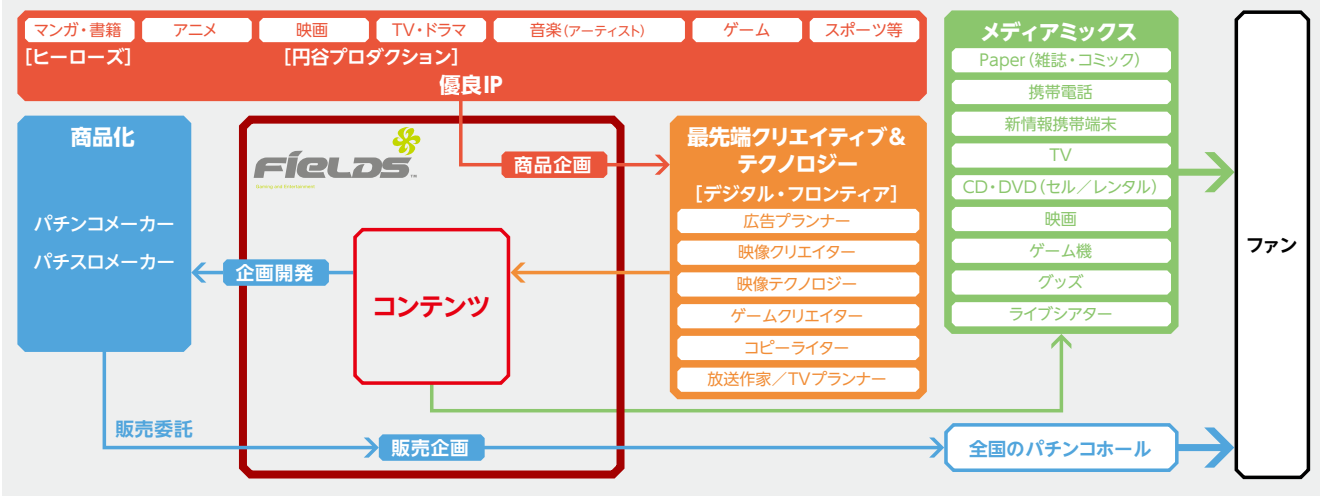 マンガ・書籍
アニメ
映画
TV・ドラマ
音楽(アーティスト)
ゲーム
スポーツ等
[ヒーローズ]
[円谷プロダクション]
優良IP
商品化
パチンコメーカー
パチスロメーカー
FIELDS
商品企画
企画開発
コンテンツ
最先端クリエイティブ&
テクノロジー
[デジタル・フロンティア]
広告プランナー
映像クリエイター
映像テクノロジー
ゲームクリエイター
コピーライター
放送作家/TVプランナー
メディアミックス
Paper(雑誌・コミック)
携帯電話
新情報携帯端末
TV
CD・DVD(セル/レンタル)
映画
ゲーム機
グッズ
ライブシアター
ファン
販売委託
販売企画
全国のパチンコホール